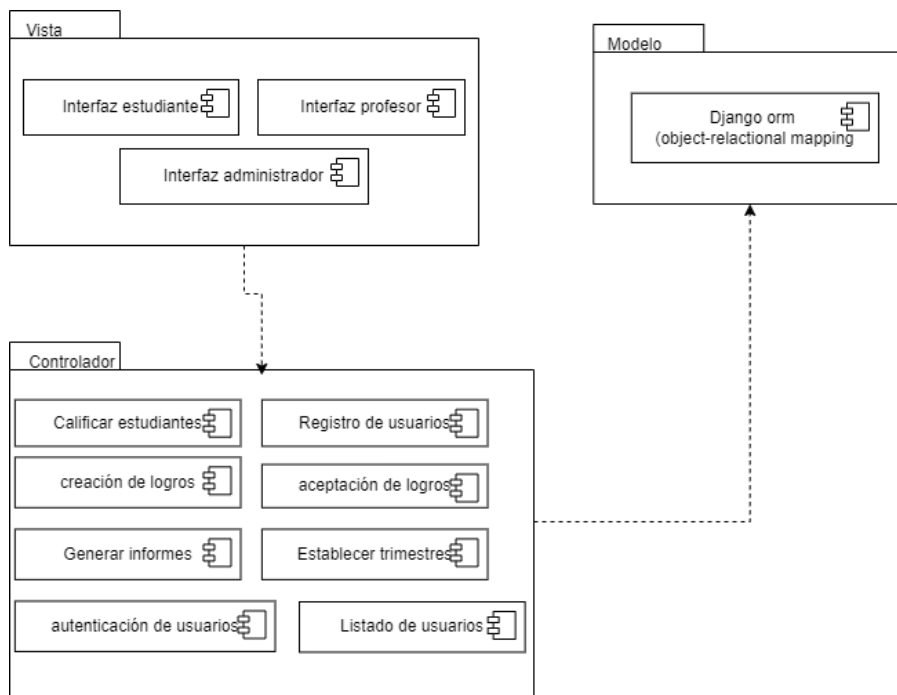 Vista
Interfaz estudiante
Interfaz profesor
Interfaz administrador
Modelo
Django orm
(object-relactional mapping
Controlador
Calificar estudiantes
Registro de usuarios
creación de logros
aceptación de logros
Generar informes
Establecer trimestres
autenticación de usuarios
Listado de usuarios